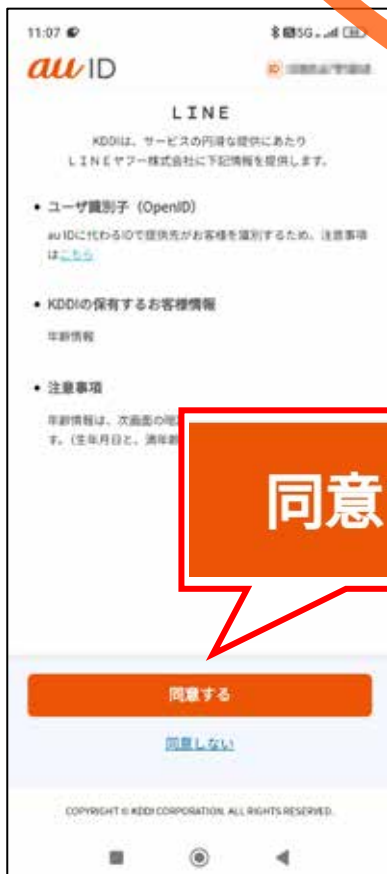 11:07
5G
au ID
LINE
KDDIは、サービスの円滑な提供にあたり
LINEヤフー株式会社に下記情報を提供します。
• ユーザ識別子（OpenID）
au IDに代わるIDで提供先がお客様を識別するため。注意事項
はこちら
• KDDIの保有するお客様情報
年齢情報
• 注意事項
年齢情報は、次画面の
す。（生年月日と、満年齢
同意
同意する
同意しない
COPYRIGHT © KDDI CORPORATION. ALL RIGHTS RESERVED.